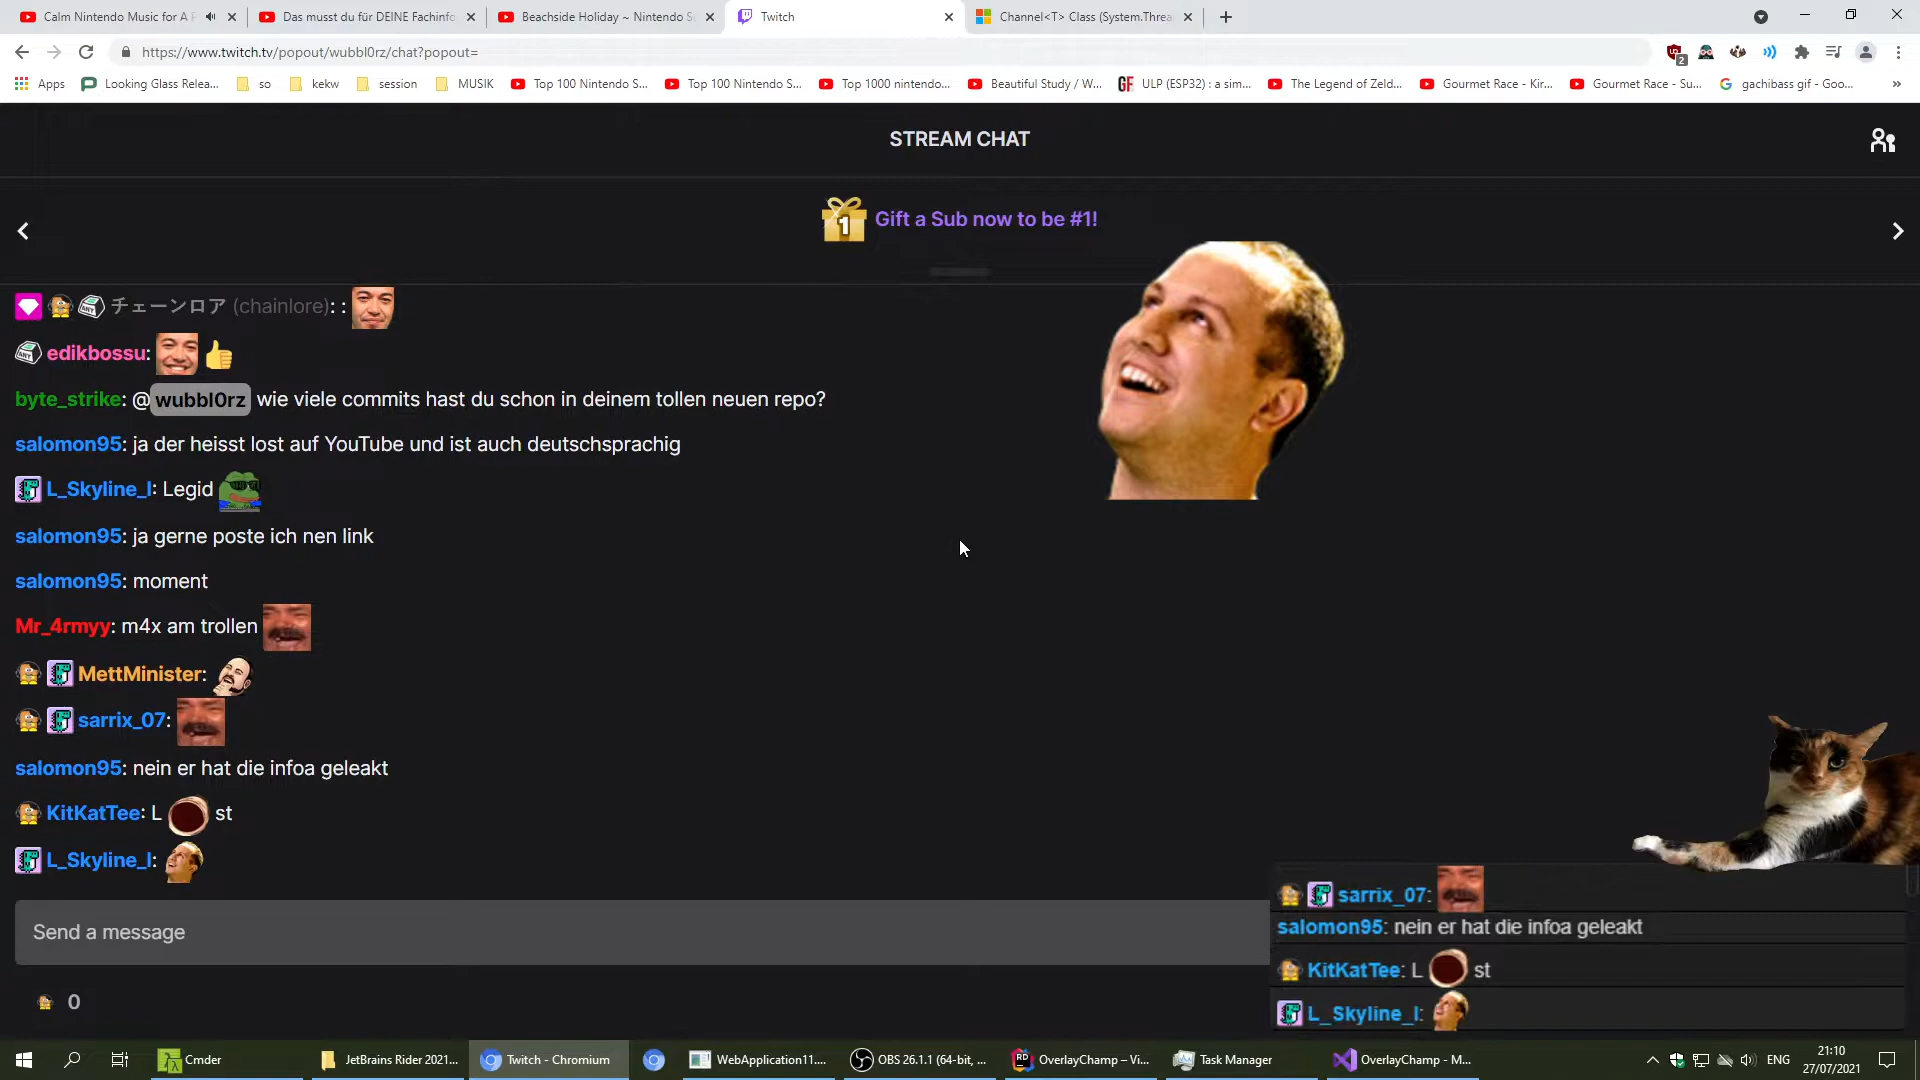 Calm Nintendo Music for A F
Das musst du für DEINE Fachinfo
Beachside Holiday ~ Nintendo Su
Twitch
Channel<T> Class (System.Threa
https://www.twitch.tv/popout/wubbl0rz/chat?popout=
2
Apps
Looking Glass Relea...
so
kekw
session
MUSIK
Top 100 Nintendo S...
Top 100 Nintendo S...
Top 1000 nintendo...
Beautiful Study / W...
GF
ULP (ESP32) : a sim...
The Legend of Zeld...
Gourmet Race - Kir...
Gourmet Race - Su...
gachibass gif - Goo...
STREAM CHAT
1
Gift a Sub now to be #1!
チェーンロア (chainlore): :
edikbossu:
byte_strike: @wubbl0rz wie viele commits hast du schon in deinem tollen neuen repo?
salomon95: ja der heisst lost auf YouTube und ist auch deutschsprachig
L_Skyline_I: Legid
salomon95: ja gerne poste ich nen link
salomon95: moment
Mr_4rmyy: m4x am trollen
MettMinister:
sarrix_07:
salomon95: nein er hat die infoa geleakt
KitKatTee: L st
L_Skyline_I:
Send a message
0
sarrix_07:
salomon95: nein er hat die infoa geleakt
KitKatTee: L st
L_Skyline_I:
Cmder
JetBrains Rider 2021...
Twitch - Chromium
WebApplication11....
OBS 26.1.1 (64-bit, ...
RD
OverlayChamp – Vi...
Task Manager
OverlayChamp - M...
ENG
21:10
27/07/2021